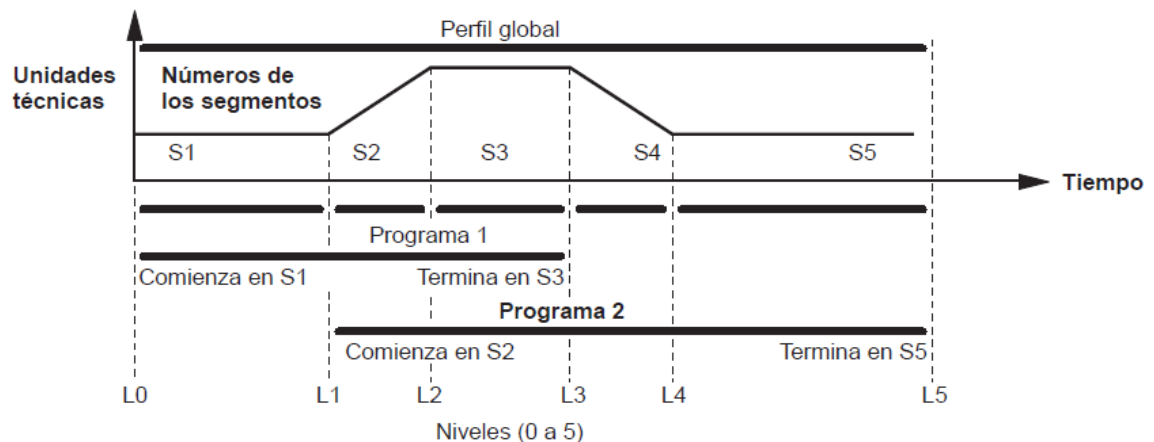 Perfil global
Unidades
técnicas
Números de
los segmentos
S1 S2 S3 S4 S5
Tiempo
Programa 1
Comienza en S1 Termina en S3
Programa 2
Comienza en S2 Termina en S5
L0 L1 L2 L3 L4 L5
Niveles (0 a 5)